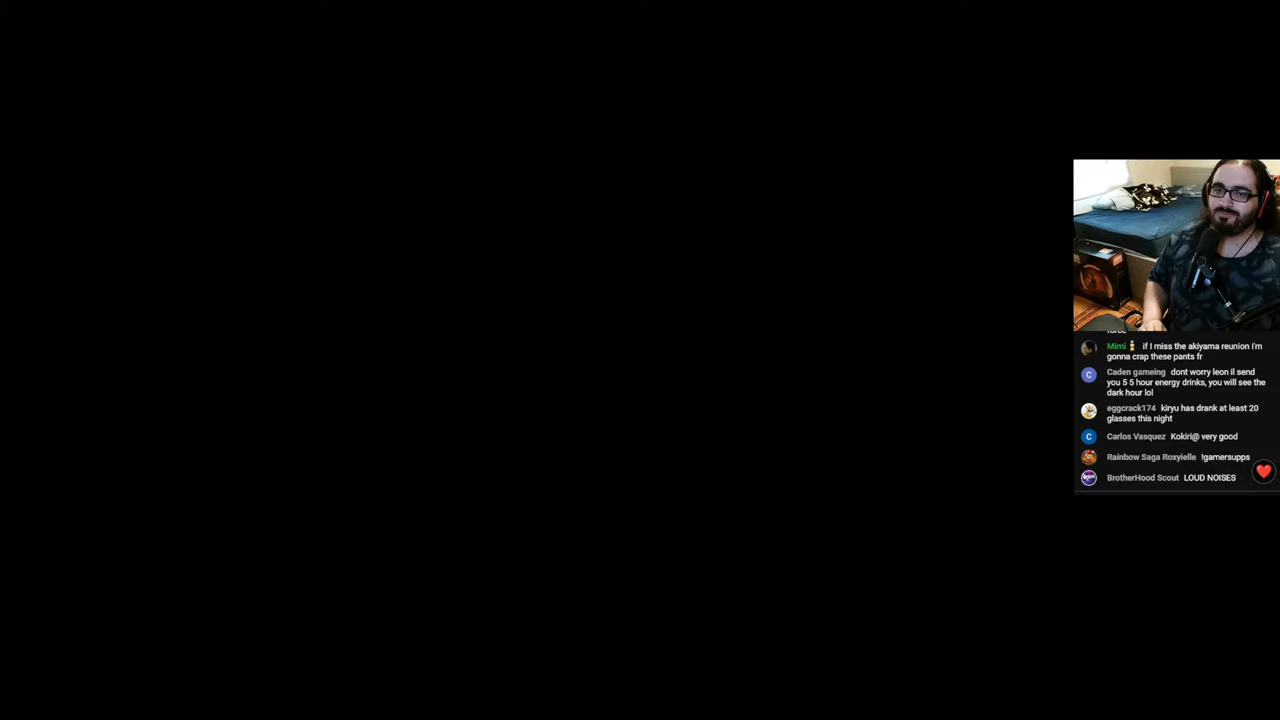 Mimi if I miss the akiyama reunion I'm
gonna crap these pants fr
Caden gameing dont worry leon il send
you 5 5 hour energy drinks, you will see the
dark hour lol
eggcrack174 kiryu has drank at least 20
glasses this night
Carlos Vasquez Kokiri@ very good
Rainbow Saga Roxyielle !gamersupps
BrotherHood Scout LOUD NOISES